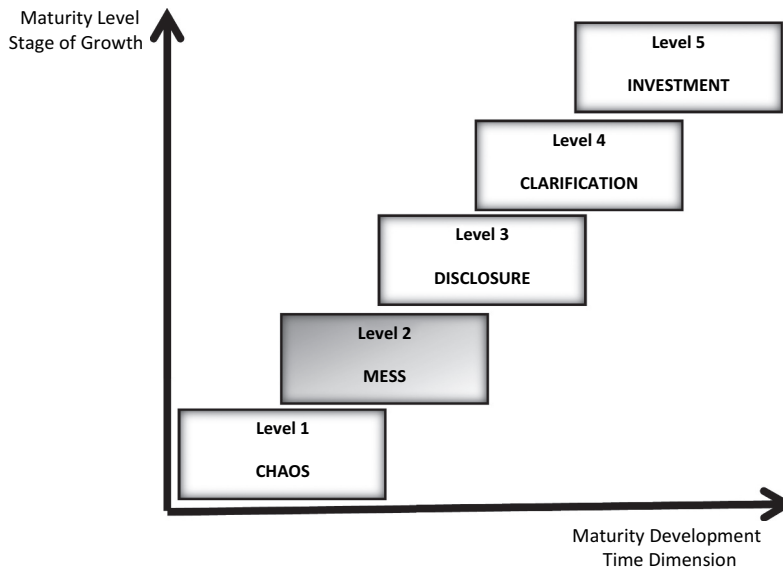 Maturity Level
Stage of Growth
Level 5
INVESTMENT
Level 4
CLARIFICATION
Level 3
DISCLOSURE
Level 2
MESS
Level 1
CHAOS
Maturity Development
Time Dimension